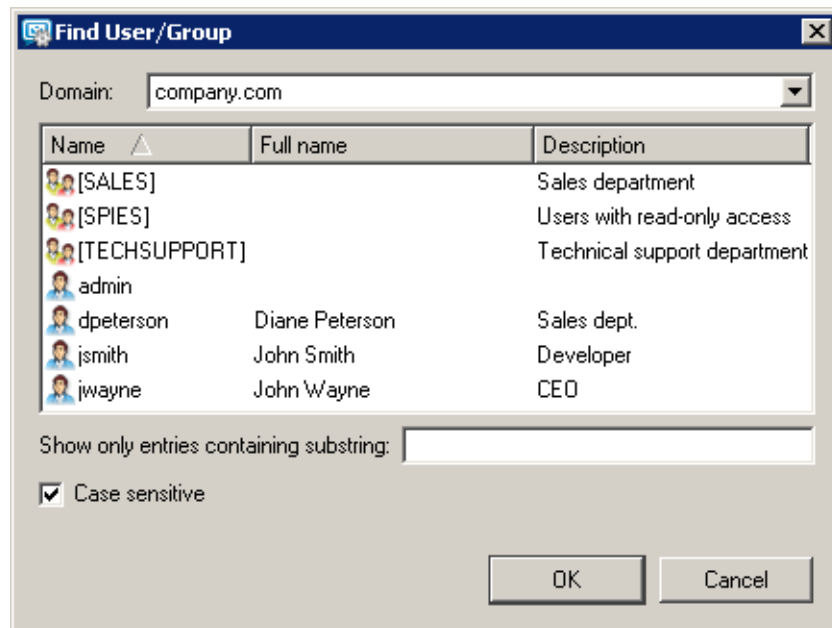 Find User/Group
Domain: company.com
Name Full name Description
[SALES] Sales department
[SPIES] Users with read-only access
[TECHSUPPORT] Technical support department
admin
dpeterson Diane Peterson Sales dept.
jsmith John Smith Developer
jwayne John Wayne CEO
Show only entries containing substring:
Case sensitive
OK Cancel